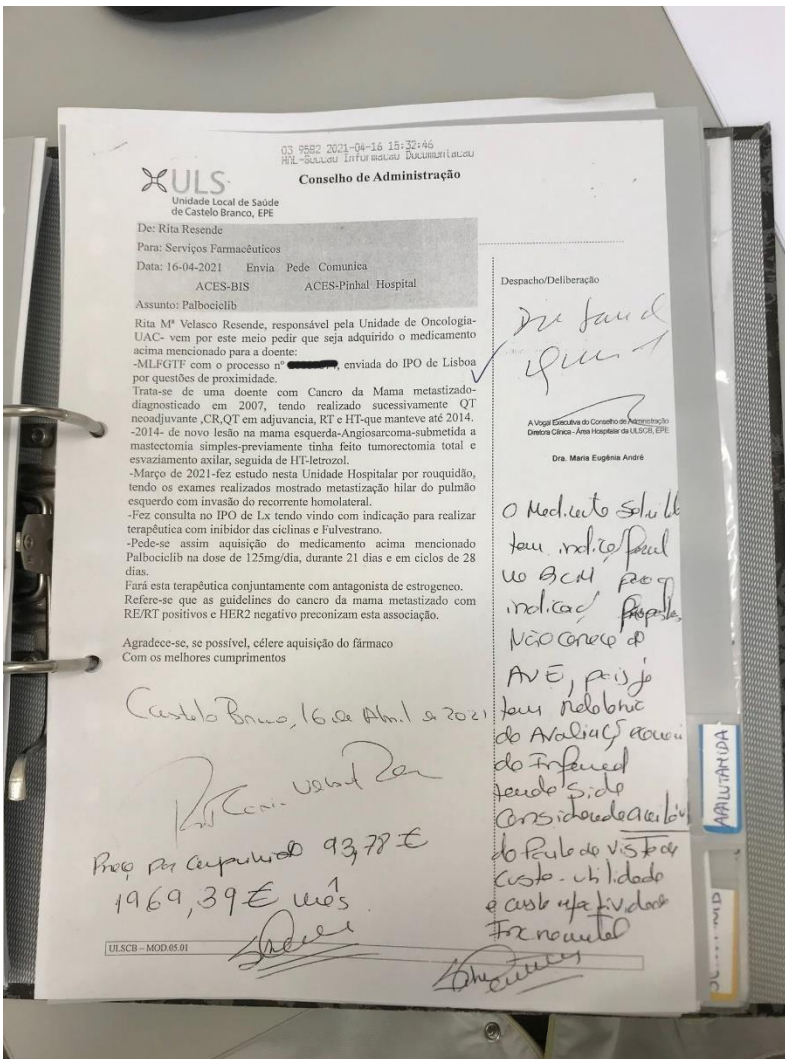 03 9582 2021-04-16 15:32:46
HAL-
Conselho de Administração
ULS
Unidade Local de Saúde
de Castelo Branco, EPE
De: Rita Resende
Para: Serviços Farmacêuticos
Data: 16-04-2021 Envia Pede Comunica
ACES-BIS ACES-Pinhal Hospital
Assunto: Palbociclib
Rita Mª Velasco Resende, responsável pela Unidade de Oncologia-
UAC- vem por este meio pedir que seja adquirido o medicamento
acima mencionado para a doente:
-MLFGTF com o processo nº , enviada do IPO de Lisboa
por questões de proximidade.
Trata-se de uma doente com Cancro da Mama metastizado-
diagnosticado em 2007, tendo realizado sucessivamente QT
neoadjuvante ,CR,QT em adjuvancia, RT e HT-que manteve até 2014.
-2014- de novo lesão na mama esquerda-Angiosarcoma-submetida a
mastectomia simples-previamente tinha feito tumorectomia total e
esvaziamento axilar, seguida de HT-letrozol.
-Março de 2021-fez estudo nesta Unidade Hospitalar por rouquidão,
tendo os exames realizados mostrado metastização hilar do pulmão
esquerdo com invasão do recorrente homolateral.
-Fez consulta no IPO de Lx tendo vindo com indicação para realizar
terapêutica com inibidor das ciclinas e Fulvestrano.
-Pede-se assim aquisição do medicamento acima mencionado
Palbociclib na dose de 125mg/dia, durante 21 dias e em ciclos de 28
dias.
Fará esta terapêutica conjuntamente com antagonista de estrogeneo.
Refere-se que as guidelines do cancro da mama metastizado com
RE/RT positivos e HER2 negativo preconizam esta associação.
Agradece-se, se possível, célere aquisição do fármaco
Com os melhores cumprimentos
Castelo Branco, 16 de Abril de 2021
Preço por comprimido 93,78 €
1969,39 € mês
ULSCB – MOD.05.01
Despacho/Deliberação
A Vogal Executiva do Conselho de Administração
Diretora Clínica - Área Hospitalar da ULSCB, EPE
Dra. Maria Eugénia André
O
tem
no
Não
AVE, pois já
tem
do Avaliação
do Infarmed
tendo sido
do Ponto de vista de
custo-utilidade
e custo efectividade
Incremental
APALUTAMIDA